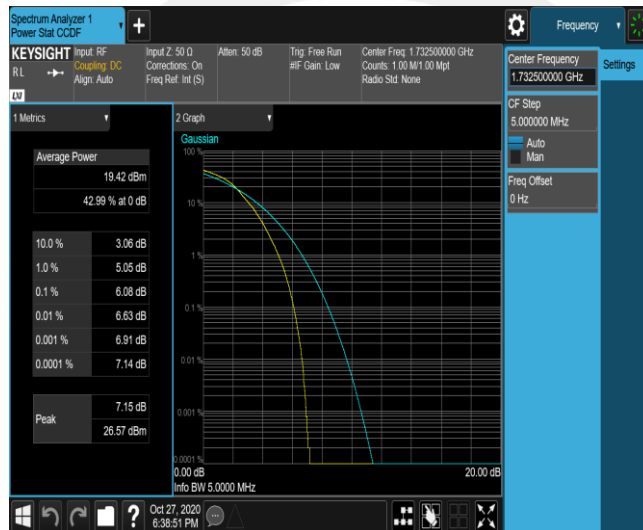 Spectrum Analyzer 1
Power Stat CCDF
Frequency
KEYSIGHT
RL
LXI
Input: RF
Coupling: DC
Align: Auto
Input Z: 50 Ω
Corrections: On
Freq Ref: Int (S)
Atten: 50 dB
Trig: Free Run
#IF Gain: Low
Center Freq: 1.732500000 GHz
Counts: 1.00 M/1.00 Mpt
Radio Std: None
Center Frequency
1.732500000 GHz
Settings
CF Step
5.000000 MHz
Auto
Man
Freq Offset
0 Hz
1 Metrics
Average Power
19.42 dBm
42.99 % at 0 dB
10.0 % 3.06 dB
1.0 % 5.05 dB
0.1 % 6.08 dB
0.01 % 6.63 dB
0.001 % 6.91 dB
0.0001 % 7.14 dB
Peak
7.15 dB
26.57 dBm
2 Graph
Gaussian
100 %
10 %
1 %
0.1 %
0.01 %
0.001 %
0.0001 %
0.00 dB
20.00 dB
Info BW 5.0000 MHz
Oct 27, 2020
6:38:51 PM